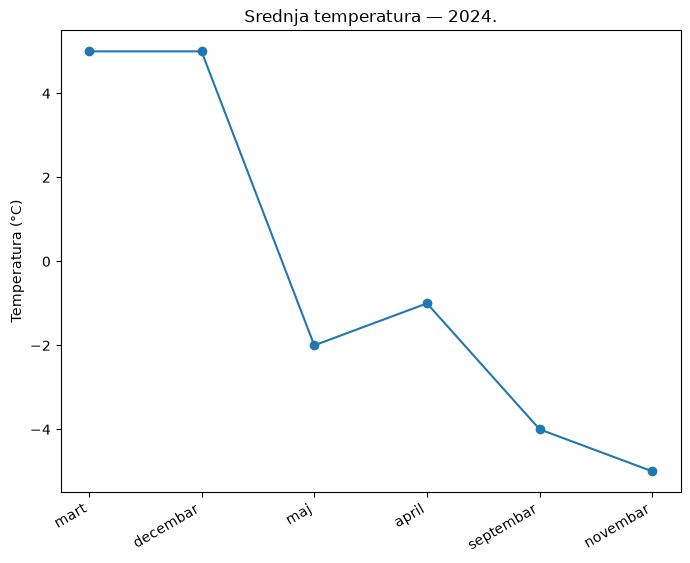 Srednja temperatura — 2024.
Temperatura (°C)
4
2
0
−2
−4
mart
decembar
maj
april
septembar
novembar